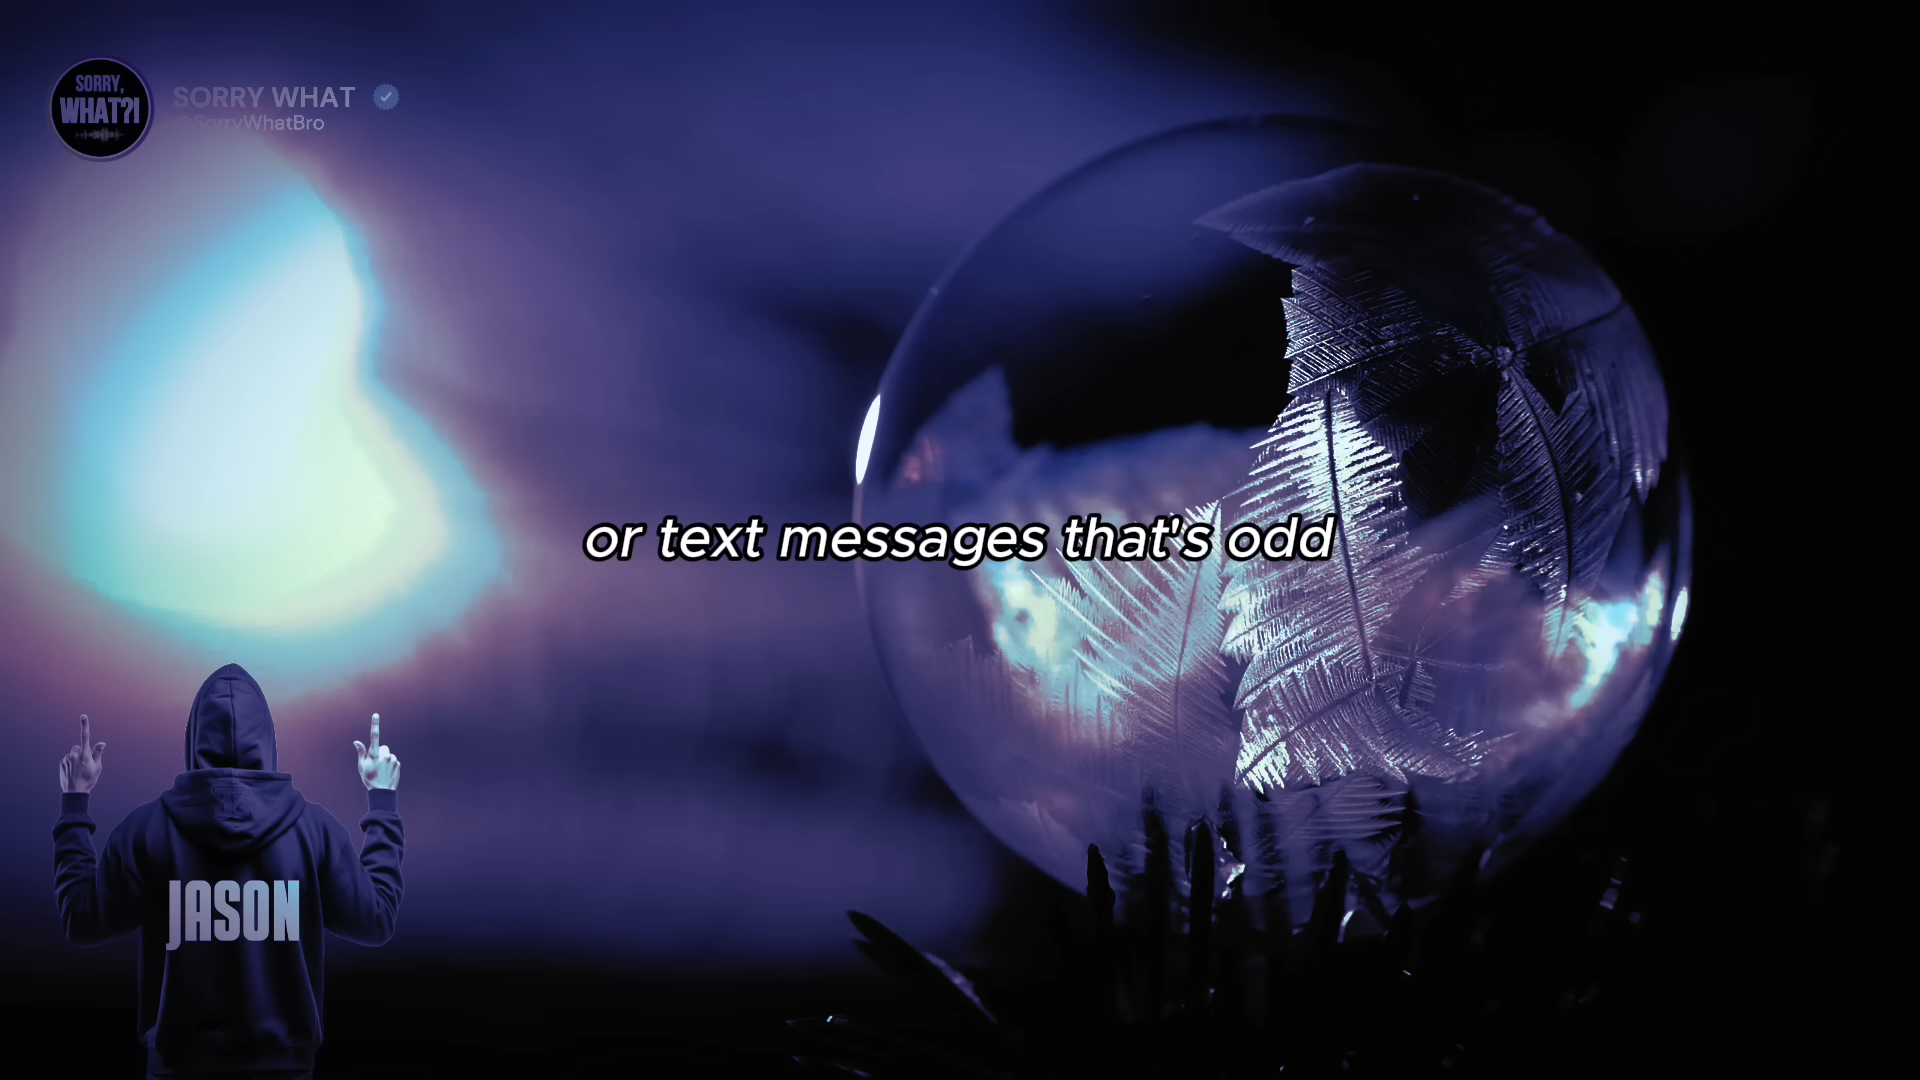 SORRY,
WHAT?!
SORRY WHAT
@SorryWhatBro
or text messages that's odd
JASON